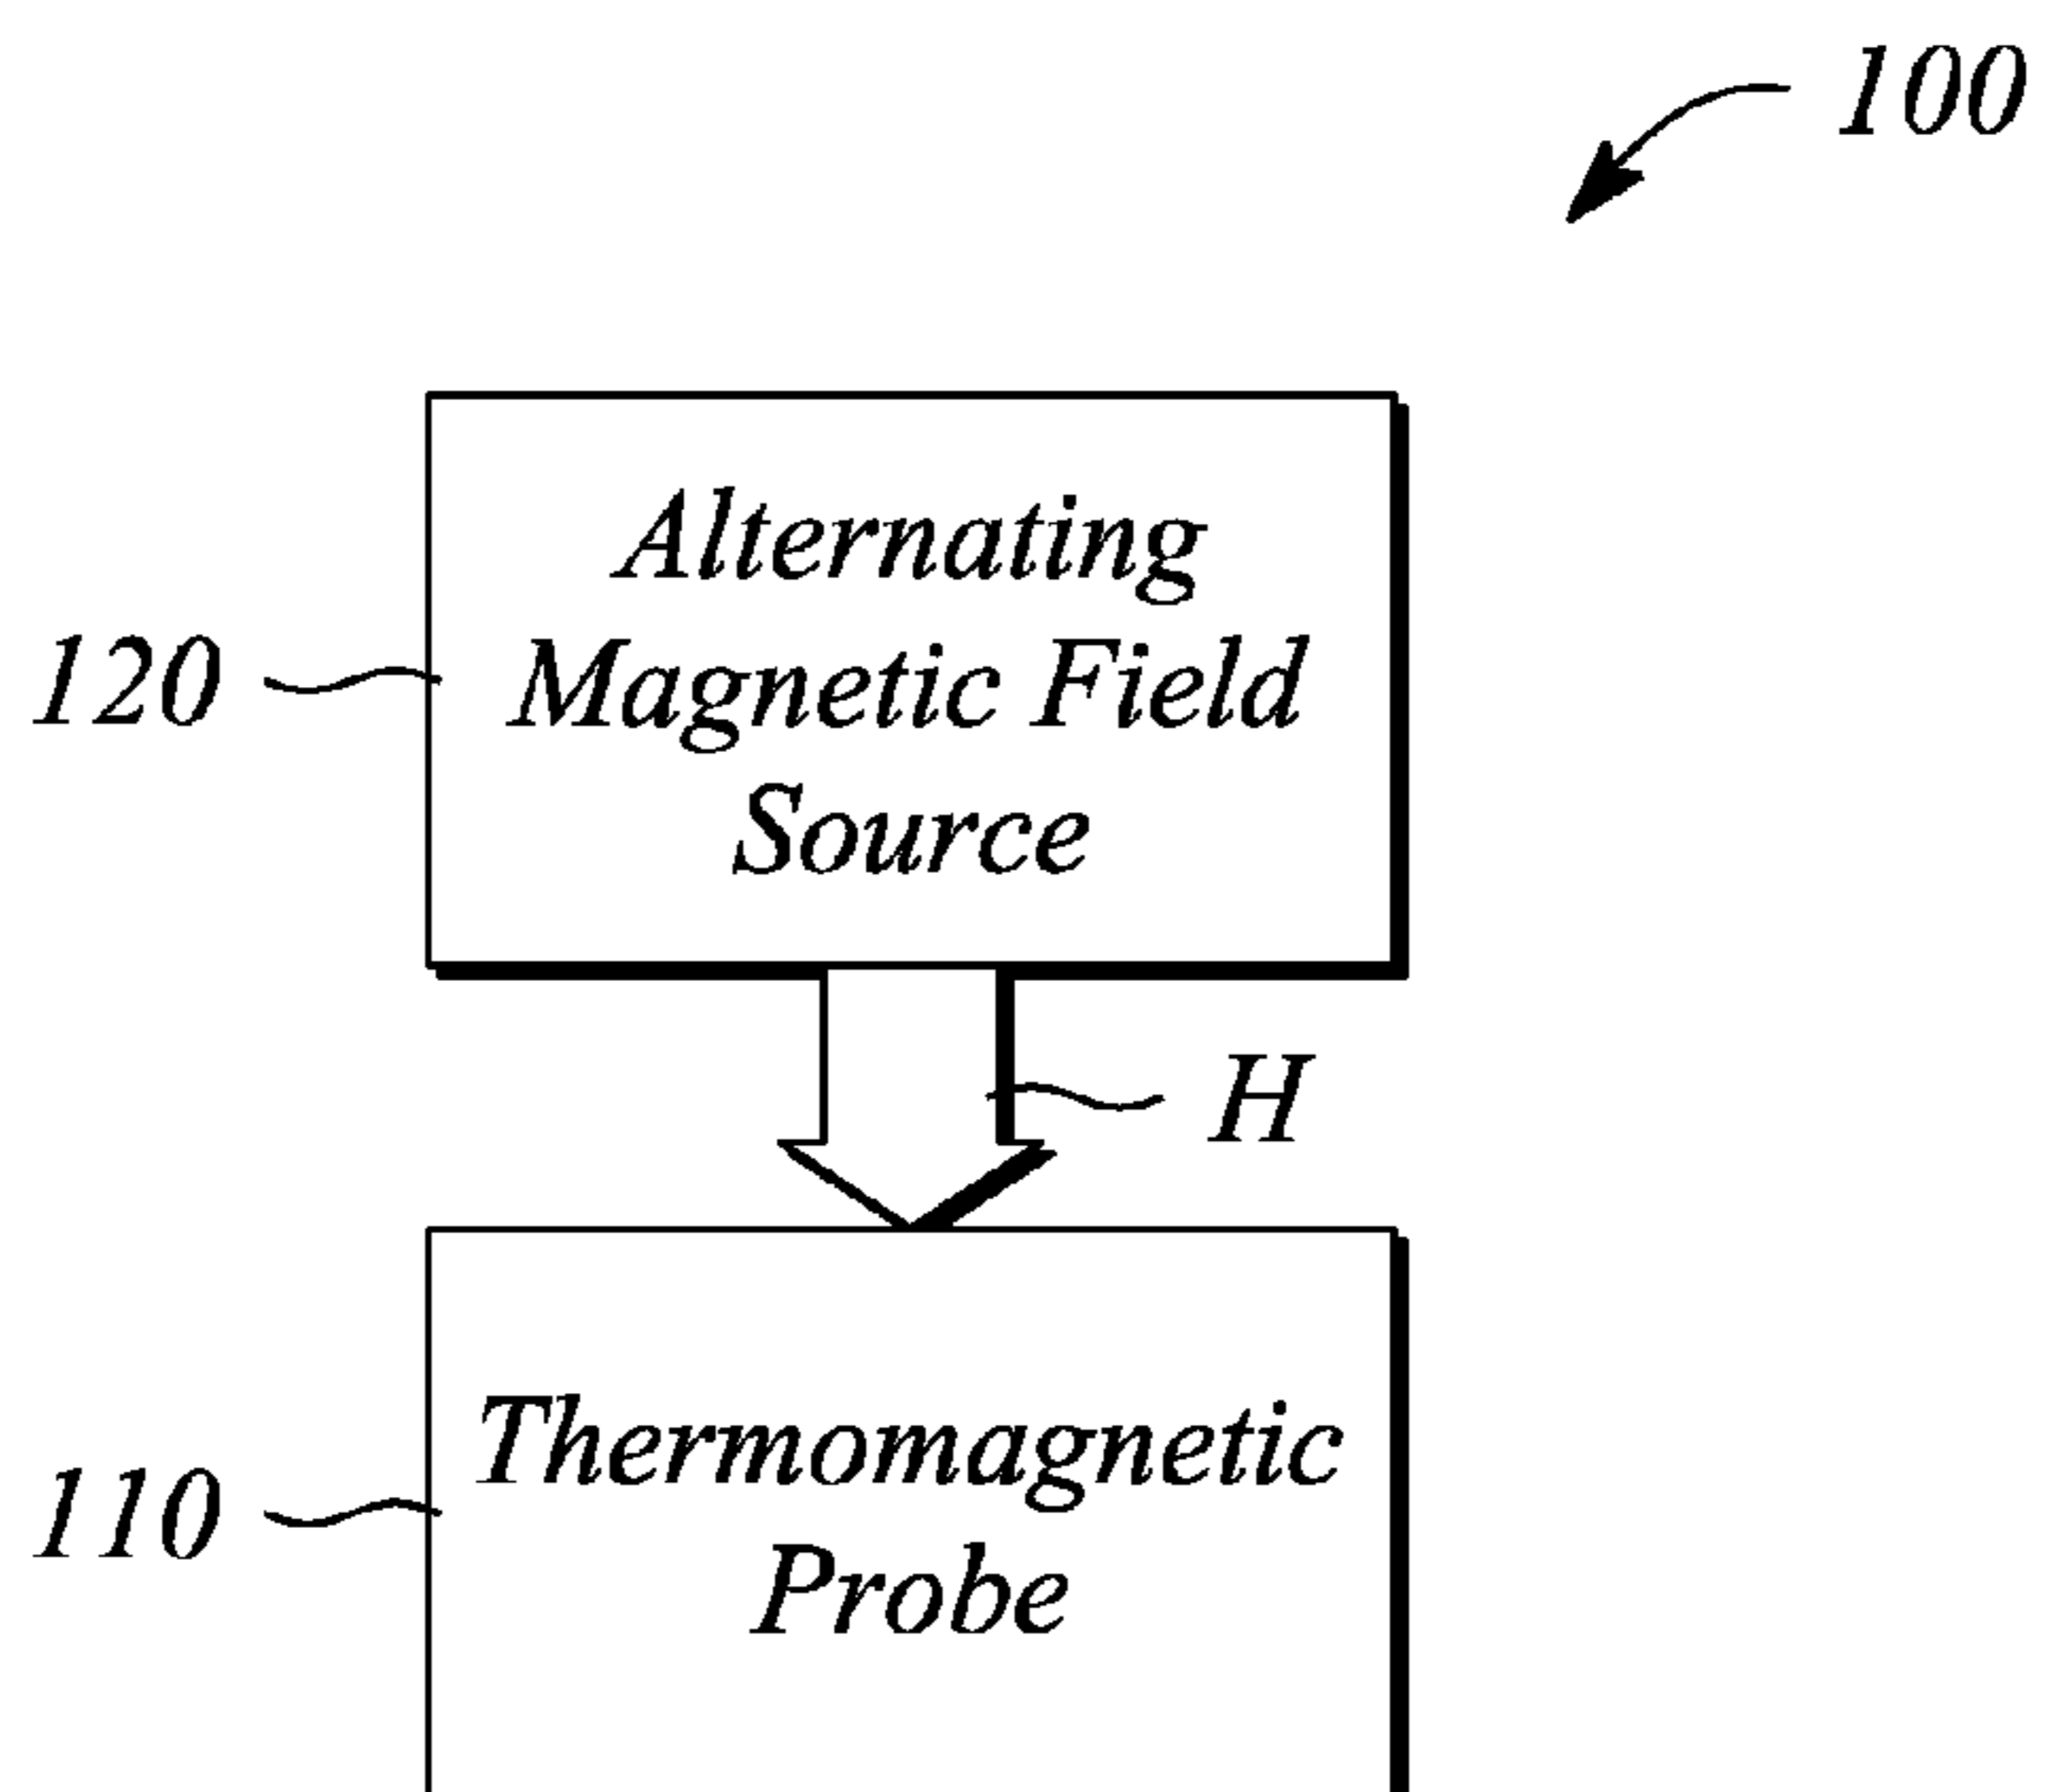 100
Alternating
Magnetic Field
Source
120
H
Thermomagnetic
Probe
110